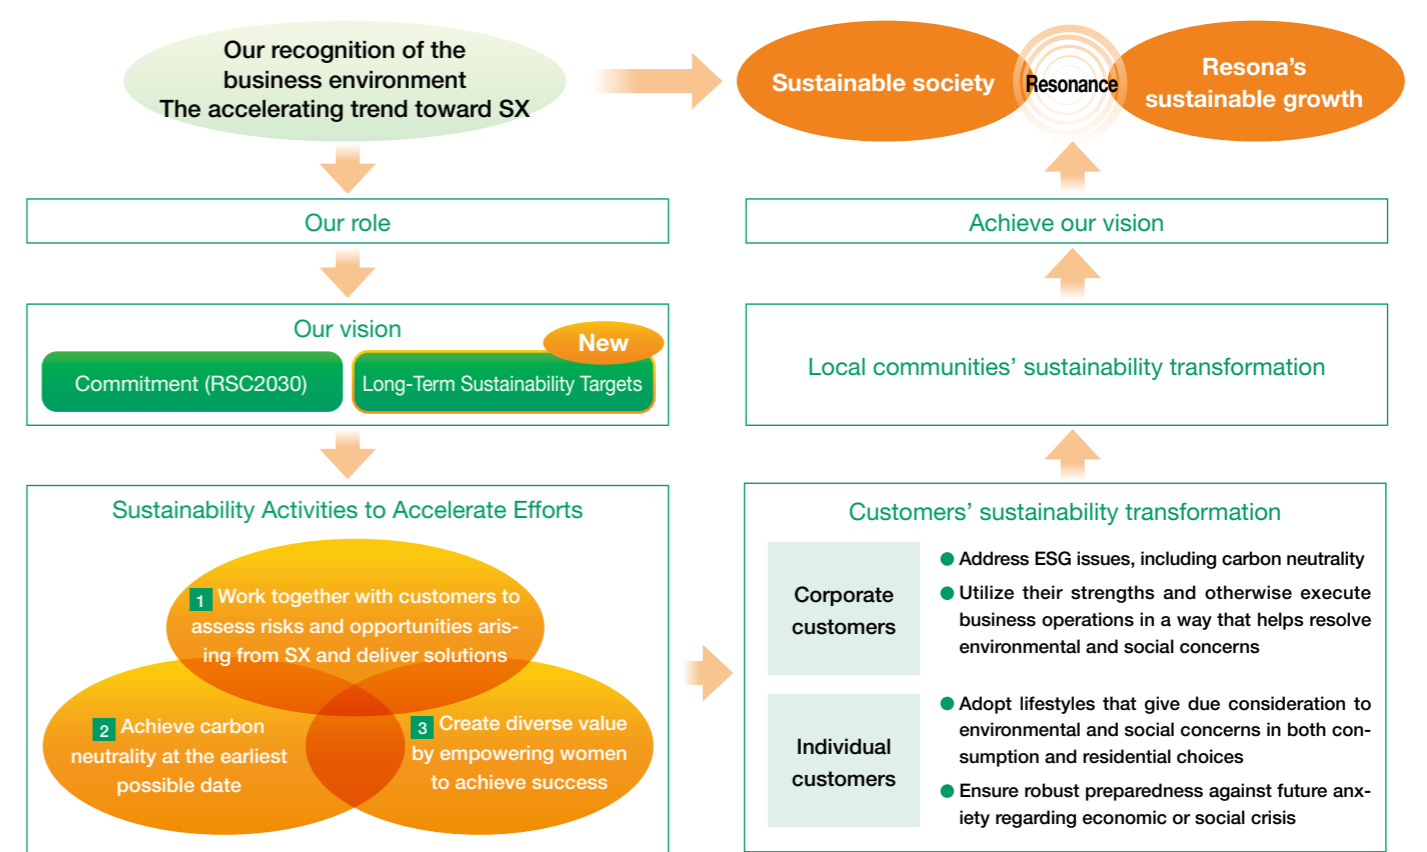 Our recognition of the
business environment
The accelerating trend toward SX
Sustainable society
Resonance
Resona’s
sustainable growth
Our role
Our vision
New
Commitment (RSC2030)
Long-Term Sustainability Targets
Sustainability Activities to Accelerate Efforts
1 Work together with customers to
assess risks and opportunities aris-
ing from SX and deliver solutions
2 Achieve carbon
neutrality at the earliest
possible date
3 Create diverse value
by empowering women
to achieve success
Achieve our vision
Local communities’ sustainability transformation
Customers’ sustainability transformation
Corporate
customers
● Address ESG issues, including carbon neutrality
● Utilize their strengths and otherwise execute
business operations in a way that helps resolve
environmental and social concerns
Individual
customers
● Adopt lifestyles that give due consideration to
environmental and social concerns in both con-
sumption and residential choices
● Ensure robust preparedness against future anx-
iety regarding economic or social crisis